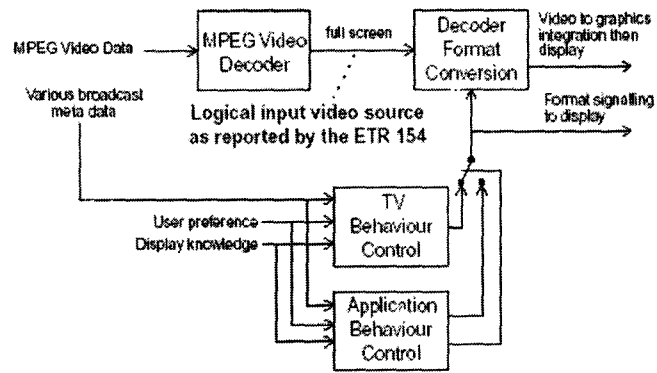 MPEG Video Data
MPEG Video
Decoder
full screen
Decoder
Format
Conversion
Video to graphics
integration then
display
Various broadcast
meta data
Logical input video source
as reported by the ETR 154
Format signalling
to display
User preference
Display knowledge
TV
Behaviour
Control
Application
Behaviour
Control